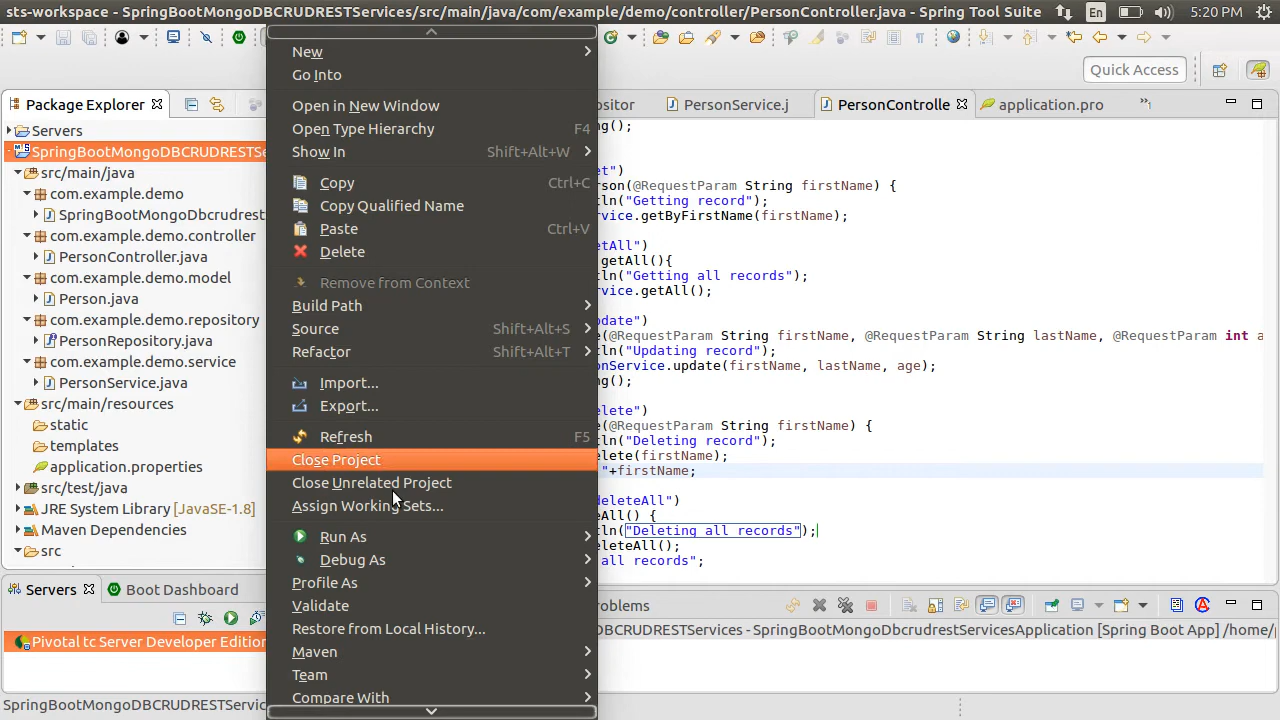 sts-workspace - SpringBootMongoDBCRUDRESTServices/src/main/java/com/example/demo/controller/PersonController.java - Spring Tool Suite
En
5:20 PM
Quick Access
Package Explorer
Servers
SpringBootMongoDBCRUDRESTSe
src/main/java
com.example.demo
SpringBootMongoDbcrudrest
com.example.demo.controller
PersonController.java
com.example.demo.model
Person.java
com.example.demo.repository
PersonRepository.java
com.example.demo.service
PersonService.java
src/main/resources
static
templates
application.properties
src/test/java
JRE System Library [JavaSE-1.8]
Maven Dependencies
src
Servers
Boot Dashboard
Pivotal tc Server Developer Edition
SpringBootMongoDBCRUDRESTServic
New
Go Into
Open in New Window
Open Type Hierarchy F4
Show In Shift+Alt+W
Copy Ctrl+C
Copy Qualified Name
Paste Ctrl+V
Delete
Remove from Context
Build Path
Source Shift+Alt+S
Refactor Shift+Alt+T
Import...
Export...
Refresh F5
Close Project
Close Unrelated Project
Assign Working Sets...
Run As
Debug As
Profile As
Validate
Restore from Local History...
Maven
Team
Compare With
ositor
PersonService.j
PersonControlle
application.pro
ng();
et")
rson(@RequestParam String firstName) {
ln("Getting record");
rvice.getByFirstName(firstName);
etAll")
getAll(){
ln("Getting all records");
rvice.getAll();
pdate")
e(@RequestParam String firstName, @RequestParam String lastName, @RequestParam int a
tln("Updating record");
onService.update(firstName, lastName, age);
ng();
elete")
e(@RequestParam String firstName) {
ln("Deleting record");
elete(firstName);
"+firstName;
deleteAll")
eAll() {
tln("Deleting all records");
eleteAll();
all records";
roblems
DBCRUDRESTServices - SpringBootMongoDbcrudrestServicesApplication [Spring Boot App] /home/